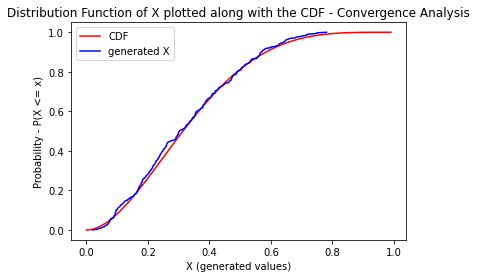 Distribution Function of X plotted along with the CDF - Convergence Analysis
CDF
generated X
1.0
0.8
0.6
0.4
0.2
0.0
Probability - P(X <= x)
0.0 0.2 0.4 0.6 0.8 1.0
X (generated values)